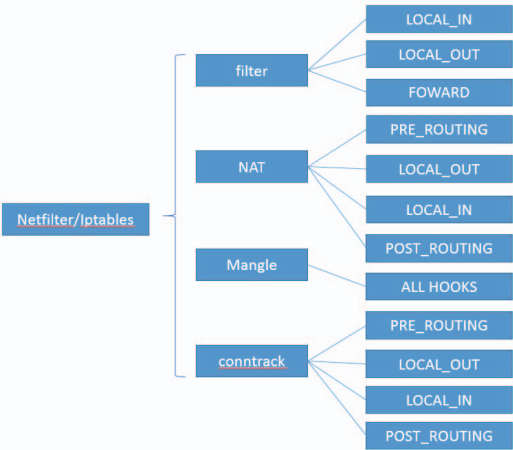 Netfilter/Iptables
filter
LOCAL_IN
LOCAL_OUT
FOWARD
NAT
PRE_ROUTING
LOCAL_OUT
LOCAL_IN
POST_ROUTING
Mangle
ALL HOOKS
conntrack
PRE_ROUTING
LOCAL_OUT
LOCAL_IN
POST_ROUTING